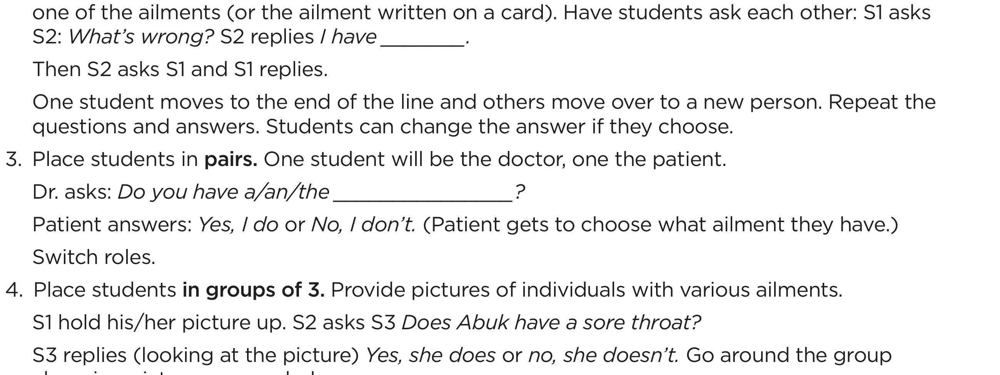 one of the ailments (or the ailment written on a card). Have students ask each other: S1 asks
S2: What's wrong? S2 replies I have _______.
Then S2 asks S1 and S1 replies.
One student moves to the end of the line and others move over to a new person. Repeat the
questions and answers. Students can change the answer if they choose.
3. Place students in pairs. One student will be the doctor, one the patient.
Dr. asks: Do you have a/an/the _______________?
Patient answers: Yes, I do or No, I don't. (Patient gets to choose what ailment they have.)
Switch roles.
4. Place students in groups of 3. Provide pictures of individuals with various ailments.
S1 hold his/her picture up. S2 asks S3 Does Abuk have a sore throat?
S3 replies (looking at the picture) Yes, she does or no, she doesn't. Go around the group